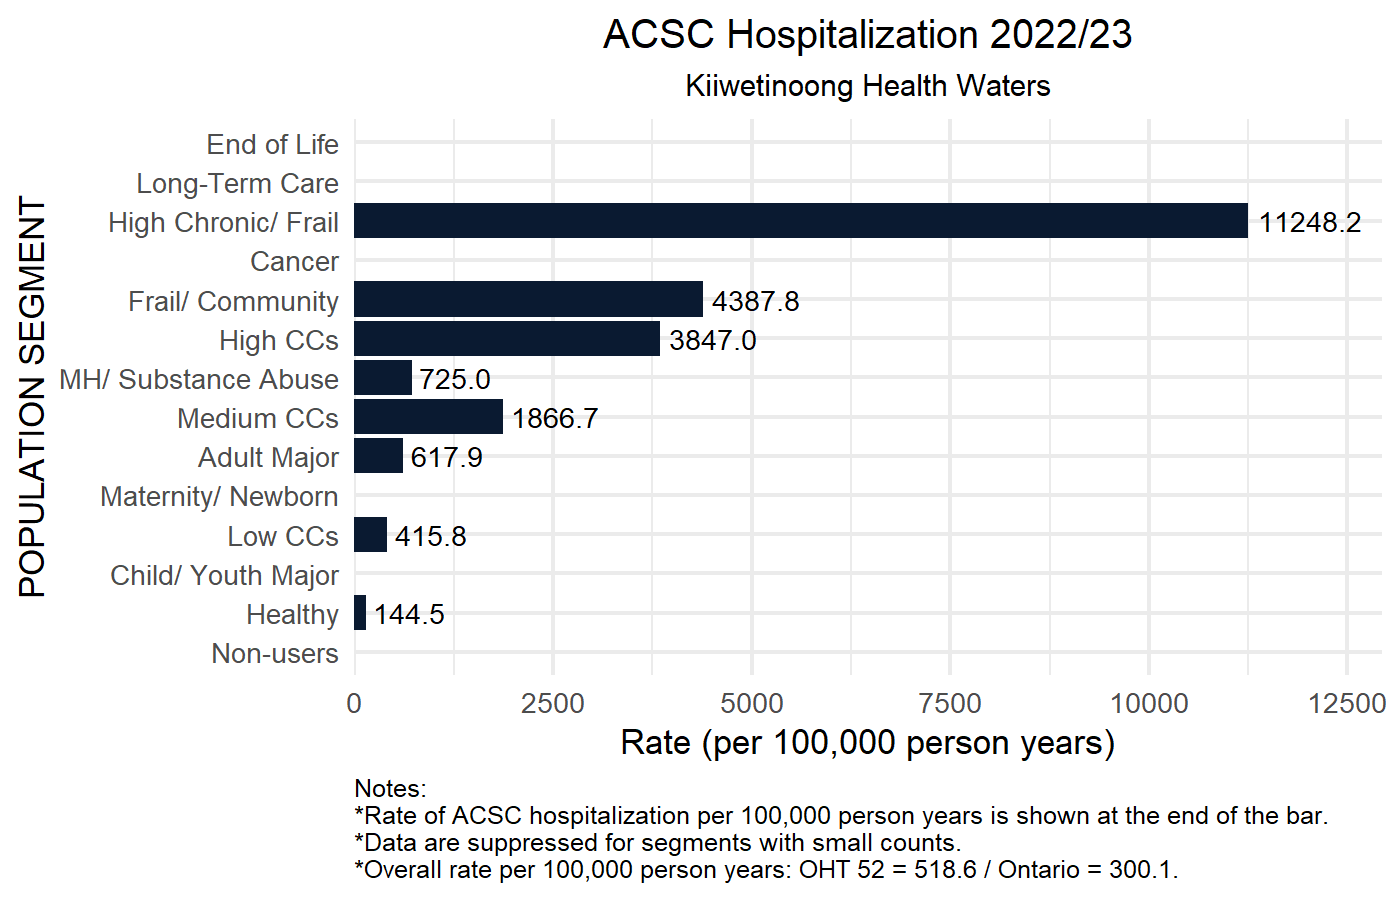 ACSC Hospitalization 2022/23
Kiiwetinoong Health Waters
POPULATION SEGMENT
End of Life
Long-Term Care
High Chronic/ Frail 11248.2
Cancer
Frail/ Community 4387.8
High CCs 3847.0
MH/ Substance Abuse 725.0
Medium CCs 1866.7
Adult Major 617.9
Maternity/ Newborn
Low CCs 415.8
Child/ Youth Major
Healthy 144.5
Non-users
0 2500 5000 7500 10000 12500
Rate (per 100,000 person years)
Notes:
*Rate of ACSC hospitalization per 100,000 person years is shown at the end of the bar.
*Data are suppressed for segments with small counts.
*Overall rate per 100,000 person years: OHT 52 = 518.6 / Ontario = 300.1.